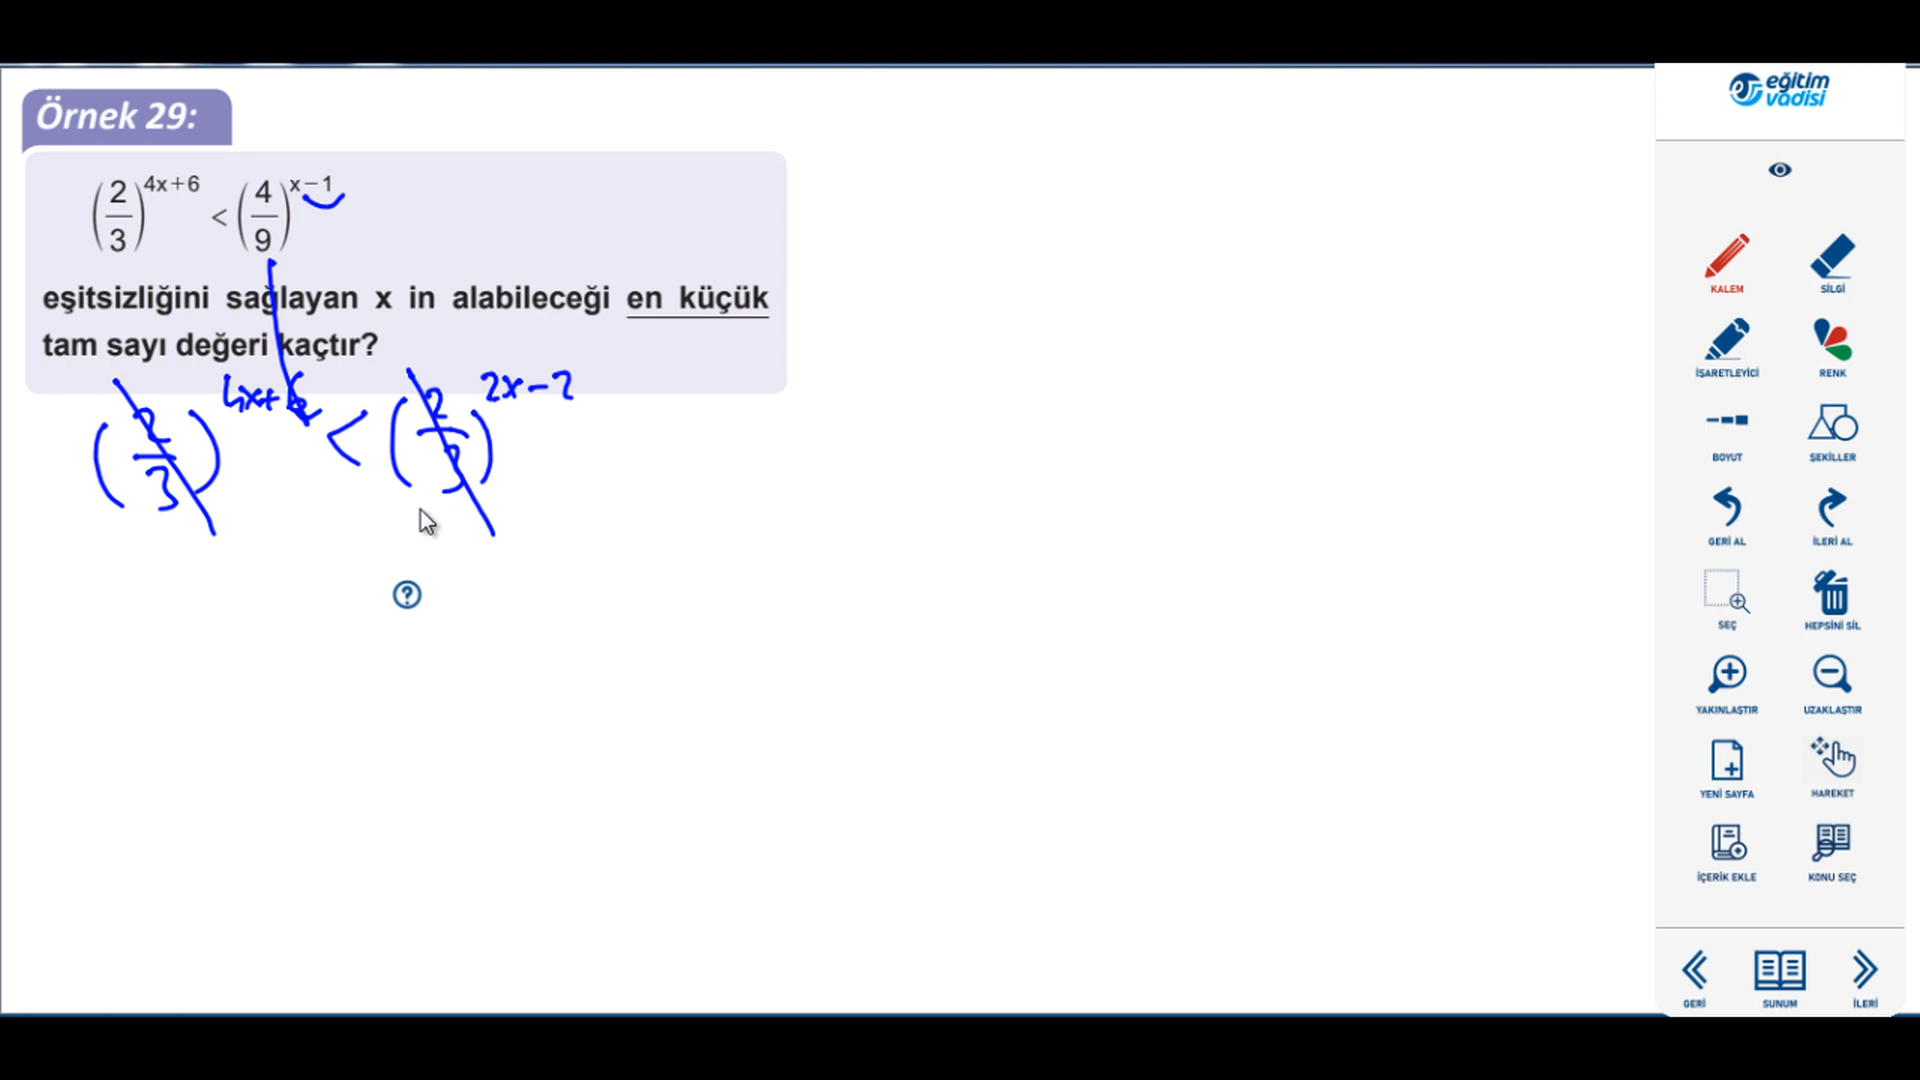 eğitim
vadisi
Örnek 29:
(2/3)^(4x+6) < (4/9)^(x−1)
eşitsizliğini sağlayan x in alabileceği en küçük
tam sayı değeri kaçtır?
(2/3)^(4x+6) < (2/3)^(2x−2)
?
KALEM SİLGİ
İŞARETLEYİCİ RENK
BOYUT ŞEKİLLER
GERİ AL İLERİ AL
SEÇ HEPSİNİ SİL
YAKINLAŞTIR UZAKLAŞTIR
YENİ SAYFA HAREKET
İÇERİK EKLE KONU SEÇ
GERİ SUNUM İLERİ